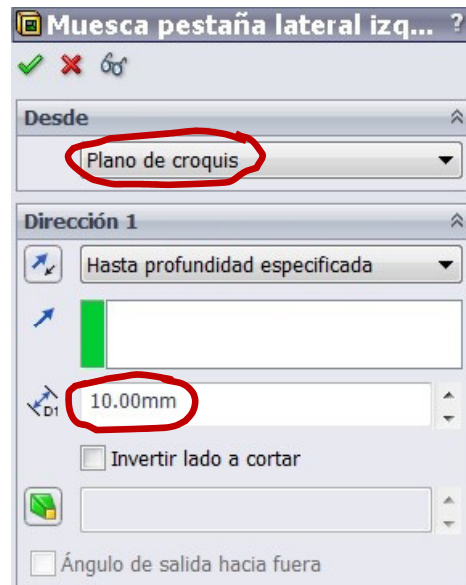 Muesca pestaña lateral izq... ?
Desde
Plano de croquis
Dirección 1
Hasta profundidad especificada
D1 10.00mm
Invertir lado a cortar
Ángulo de salida hacia fuera